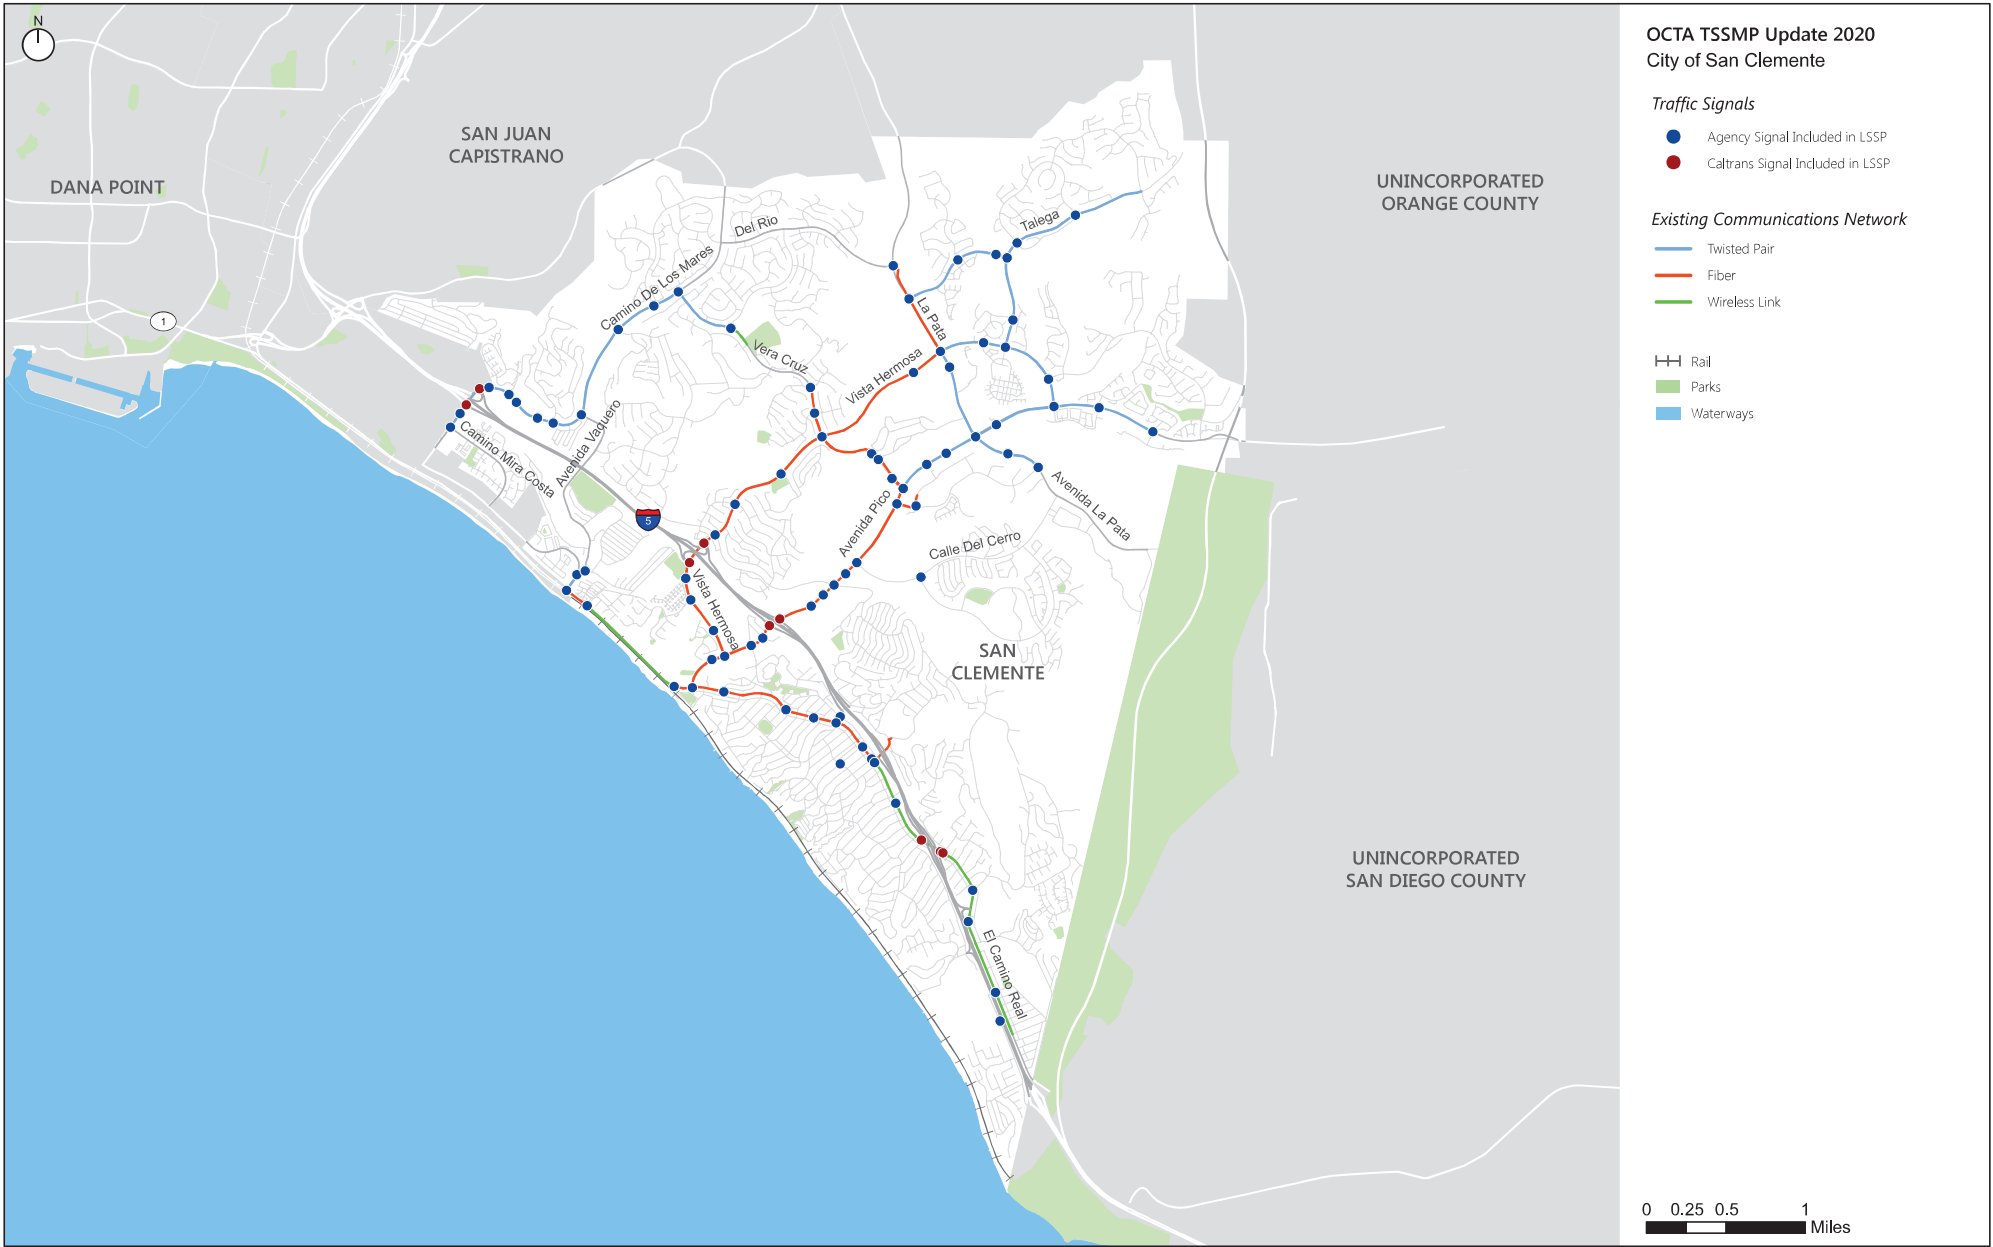 N
OCTA TSSMP Update 2020
City of San Clemente
Traffic Signals
Agency Signal Included in LSSP
Caltrans Signal Included in LSSP
Existing Communications Network
Twisted Pair
Fiber
Wireless Link
Rail
Parks
Waterways
SAN JUAN
CAPISTRANO
DANA POINT
UNINCORPORATED
ORANGE COUNTY
Talega
Del Rio
Camino De Los Mares
1
La Pata
Vera Cruz
Vista Hermosa
Camino Mira Costa
Avenida Vaquero
5
Avenida Pico
Avenida La Pata
Calle Del Cerro
Vista Hermosa
SAN
CLEMENTE
UNINCORPORATED
SAN DIEGO COUNTY
El Camino Real
0 0.25 0.5 1
Miles